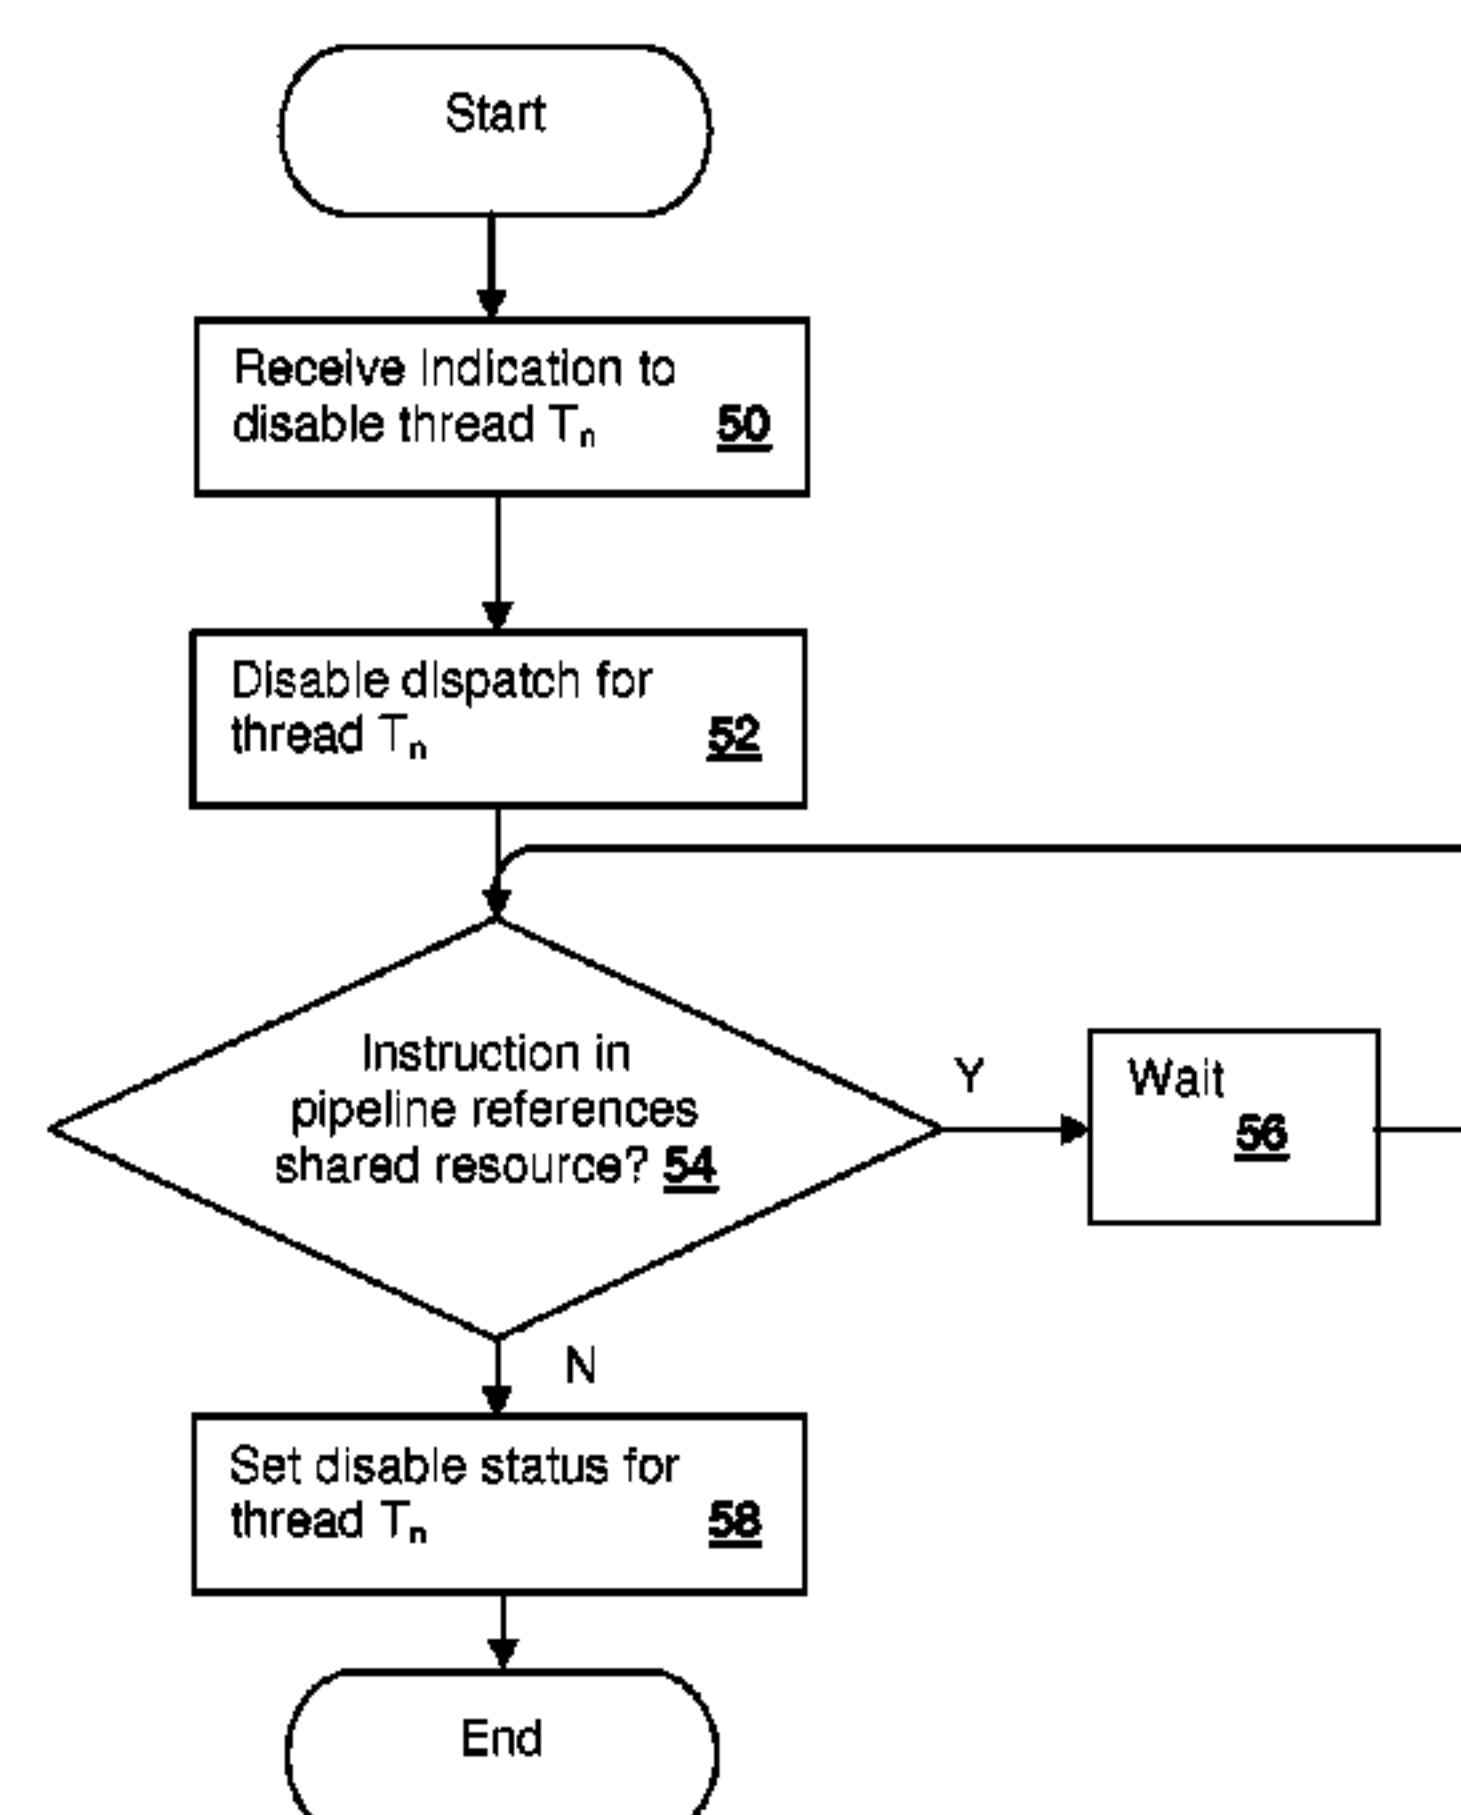 Start
Receive indication to
disable thread Tn 50
Disable dispatch for
thread Tn 52
Instruction in
pipeline references
shared resource? 54
Y
Wait
56
N
Set disable status for
thread Tn 58
End